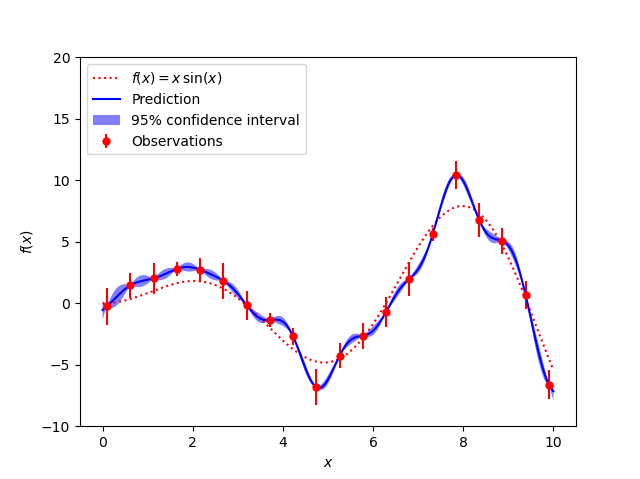 20
15
10
5
0
−5
−10
f(x)
f(x) = x sin(x)
Prediction
95% confidence interval
Observations
0 2 4 6 8 10
x